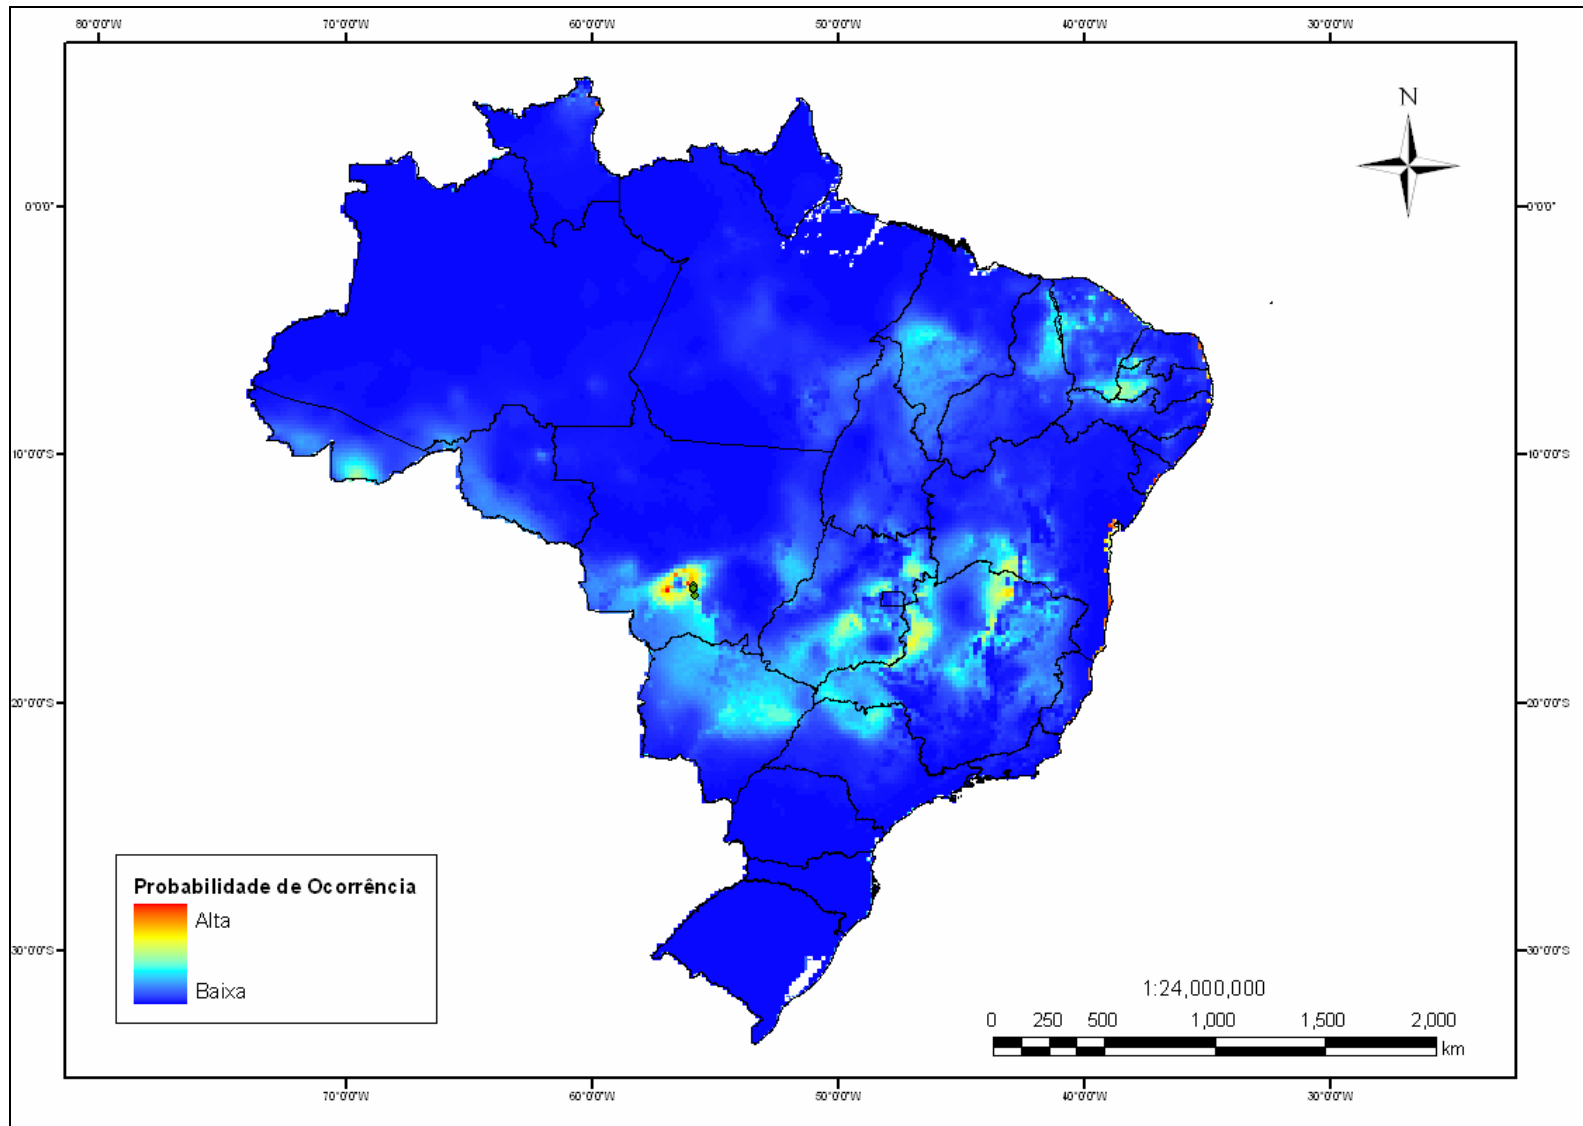 80°0'0"W 60°0'0"W 50°0'0"W 40°0'0"W 30°0'0"W
N
0°0'0" 0°0'0"
10°0'0"S 10°0'0"S
20°0'0"S 20°0'0"S
30°0'0"S 30°0'0"S
Probabilidade de Ocorrência
Alta
Baixa
1:24,000,000
0 250 500 1,000 1,500 2,000
km
70°0'0"W 60°0'0"W 50°0'0"W 40°0'0"W 30°0'0"W